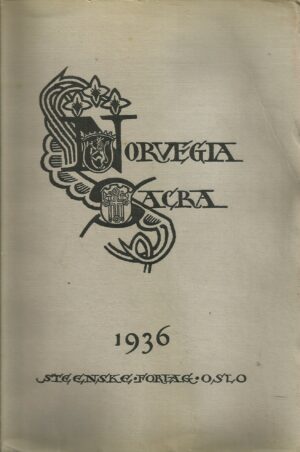 NORVEGIA
SACRA
1936
STEENSKE·FORLAG·OSLO